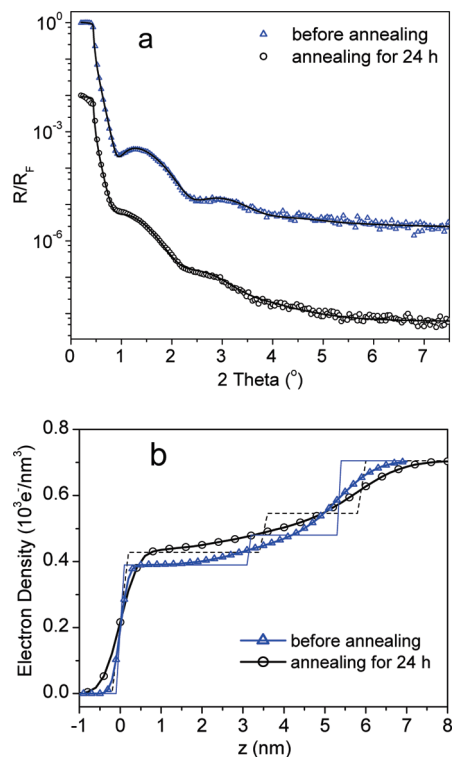 a
before annealing
annealing for 24 h
R/R_F
10^0
10^-3
10^-6
0 1 2 3 4 5 6 7
2 Theta (°)
b
Electron Density (10^3 e^-/nm^3)
0.8
0.6
0.4
0.2
0.0
before annealing
annealing for 24 h
-1 0 1 2 3 4 5 6 7 8
z (nm)